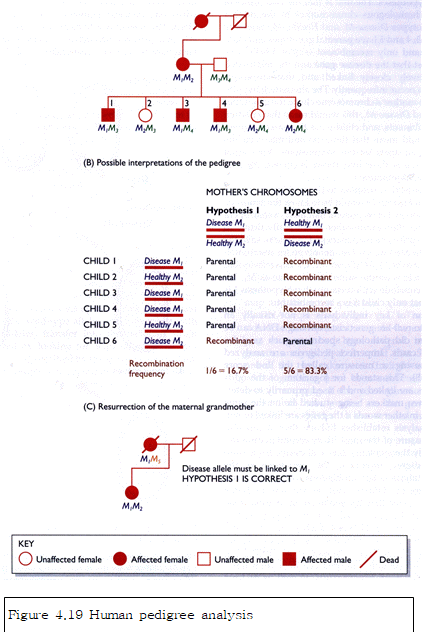 M₁M₂ M₃M₄
1 2 3 4 5 6
M₁M₃ M₂M₃ M₁M₄ M₁M₃ M₂M₄ M₂M₄
(B) Possible interpretations of the pedigree
MOTHER'S CHROMOSOMES
Hypothesis 1 Hypothesis 2
Disease M₁ Healthy M₁
Healthy M₂ Disease M₂
CHILD 1 Disease M₁ Parental Recombinant
CHILD 2 Healthy M₂ Parental Recombinant
CHILD 3 Disease M₁ Parental Recombinant
CHILD 4 Disease M₁ Parental Recombinant
CHILD 5 Healthy M₂ Parental Recombinant
CHILD 6 Disease M₂ Recombinant Parental
Recombination frequency 1/6 = 16.7% 5/6 = 83.3%
(C) Resurrection of the maternal grandmother
M₁M₅
Disease allele must be linked to M₁
HYPOTHESIS 1 IS CORRECT
M₁M₂
KEY
Unaffected female Affected female Unaffected male Affected male Dead
Figure 4.19 Human pedigree analysis